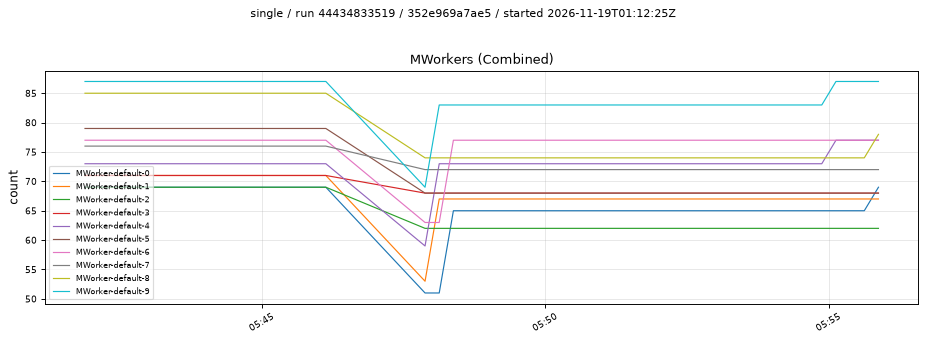 single / run 44434833519 / 352e969a7ae5 / started 2026-11-19T01:12:25Z
MWorkers (Combined)
count
85
80
75
70
65
60
55
50
MWorker-default-0
MWorker-default-1
MWorker-default-2
MWorker-default-3
MWorker-default-4
MWorker-default-5
MWorker-default-6
MWorker-default-7
MWorker-default-8
MWorker-default-9
05:45
05:50
05:55